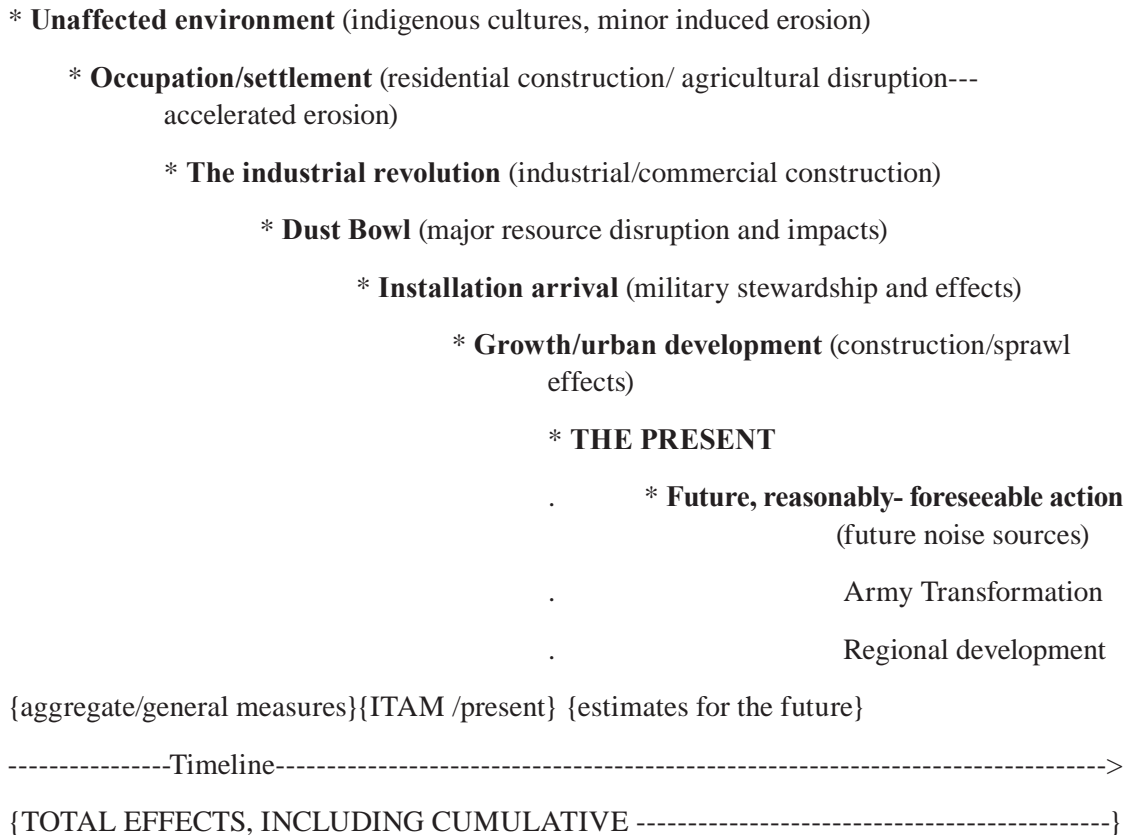 * Unaffected environment (indigenous cultures, minor induced erosion)
* Occupation/settlement (residential construction/ agricultural disruption---
accelerated erosion)
* The industrial revolution (industrial/commercial construction)
* Dust Bowl (major resource disruption and impacts)
* Installation arrival (military stewardship and effects)
* Growth/urban development (construction/sprawl
effects)
* THE PRESENT
. * Future, reasonably- foreseeable action
(future noise sources)
. Army Transformation
. Regional development
{aggregate/general measures}{ITAM /present} {estimates for the future}
----------------Timeline---------------------------------------------------------------------------------->
{TOTAL EFFECTS, INCLUDING CUMULATIVE -----------------------------------------------}